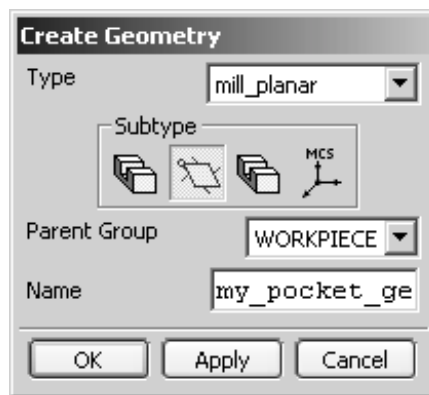 Create Geometry
Type mill_planar
Subtype
MCS
Parent Group WORKPIECE
Name my_pocket_ge
OK Apply Cancel